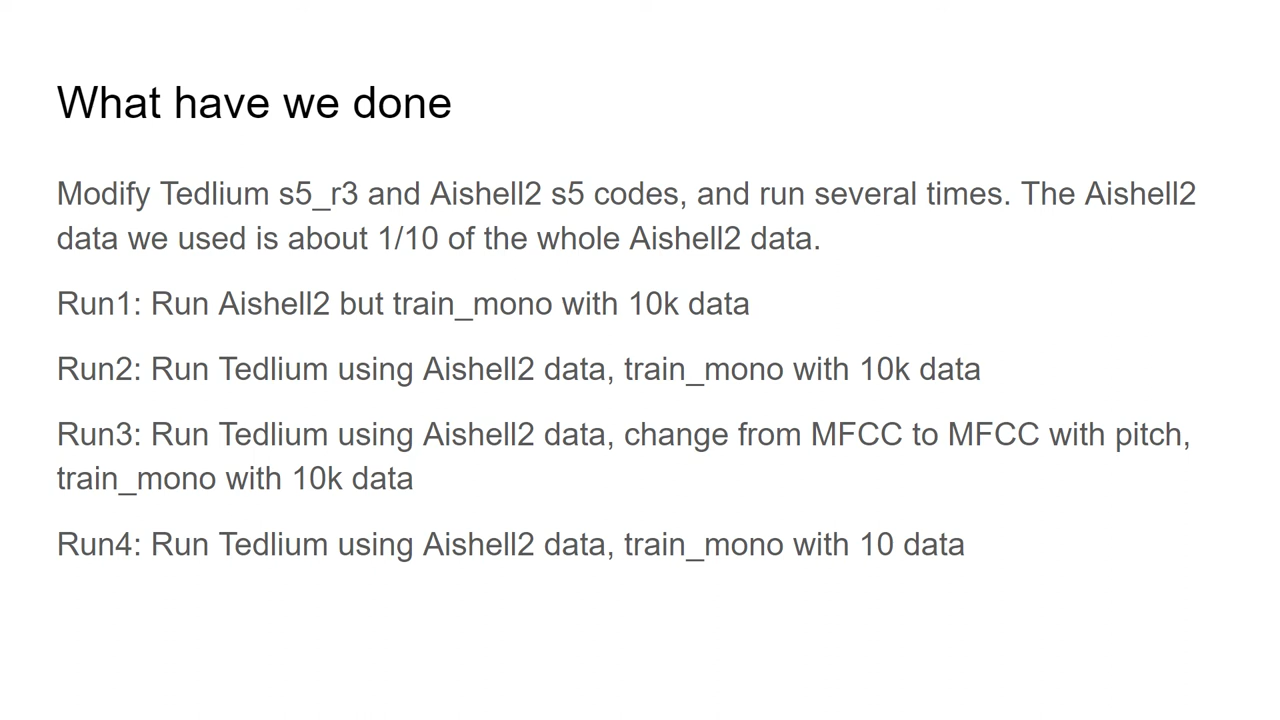 What have we done
Modify Tedlium s5_r3 and Aishell2 s5 codes, and run several times. The Aishell2
data we used is about 1/10 of the whole Aishell2 data.
Run1: Run Aishell2 but train_mono with 10k data
Run2: Run Tedlium using Aishell2 data, train_mono with 10k data
Run3: Run Tedlium using Aishell2 data, change from MFCC to MFCC with pitch,
train_mono with 10k data
Run4: Run Tedlium using Aishell2 data, train_mono with 10 data